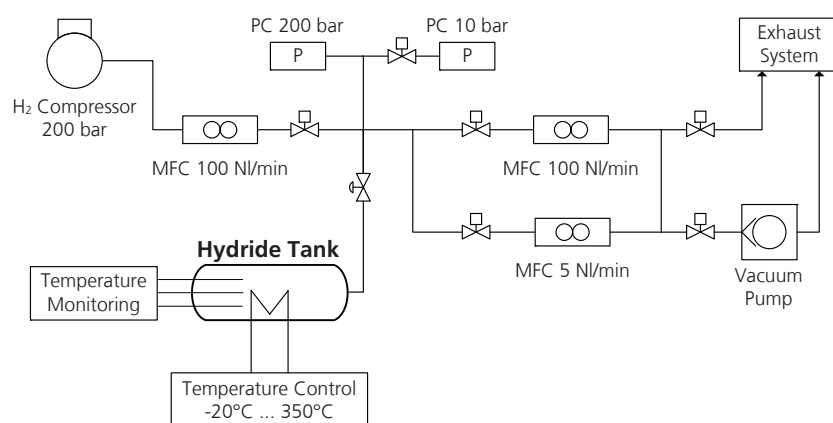 PC 200 bar
PC 10 bar
P
P
Exhaust
System
H₂ Compressor
200 bar
MFC 100 Nl/min
MFC 100 Nl/min
MFC 5 Nl/min
Vacuum
Pump
Hydride Tank
Temperature
Monitoring
Temperature Control
-20°C ... 350°C